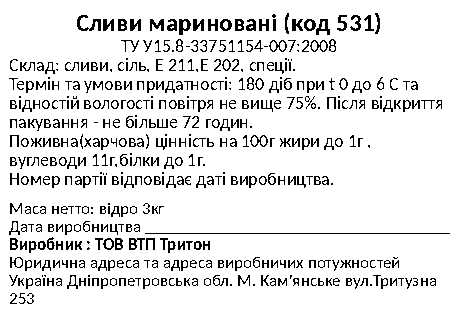 Сливи мариновані (код 531)
ТУ У15.8-33751154-007:2008
Склад: сливи, сіль, Е 211,Е 202, спеції.
Термін та умови придатності: 180 діб при t 0 до 6 С та
відностій вологості повітря не вище 75%. Після відкриття
пакування - не більше 72 годин.
Поживна(харчова) цінність на 100г жири до 1г ,
вуглеводи 11г,білки до 1г.
Номер партії відповідає даті виробництва.
Маса нетто: відро 3кг
Дата виробництва ___________________________________
Виробник : ТОВ ВТП Тритон
Юридична адреса та адреса виробничих потужностей
Україна Дніпропетровська обл. М. Кам'янське вул.Тритузна
253